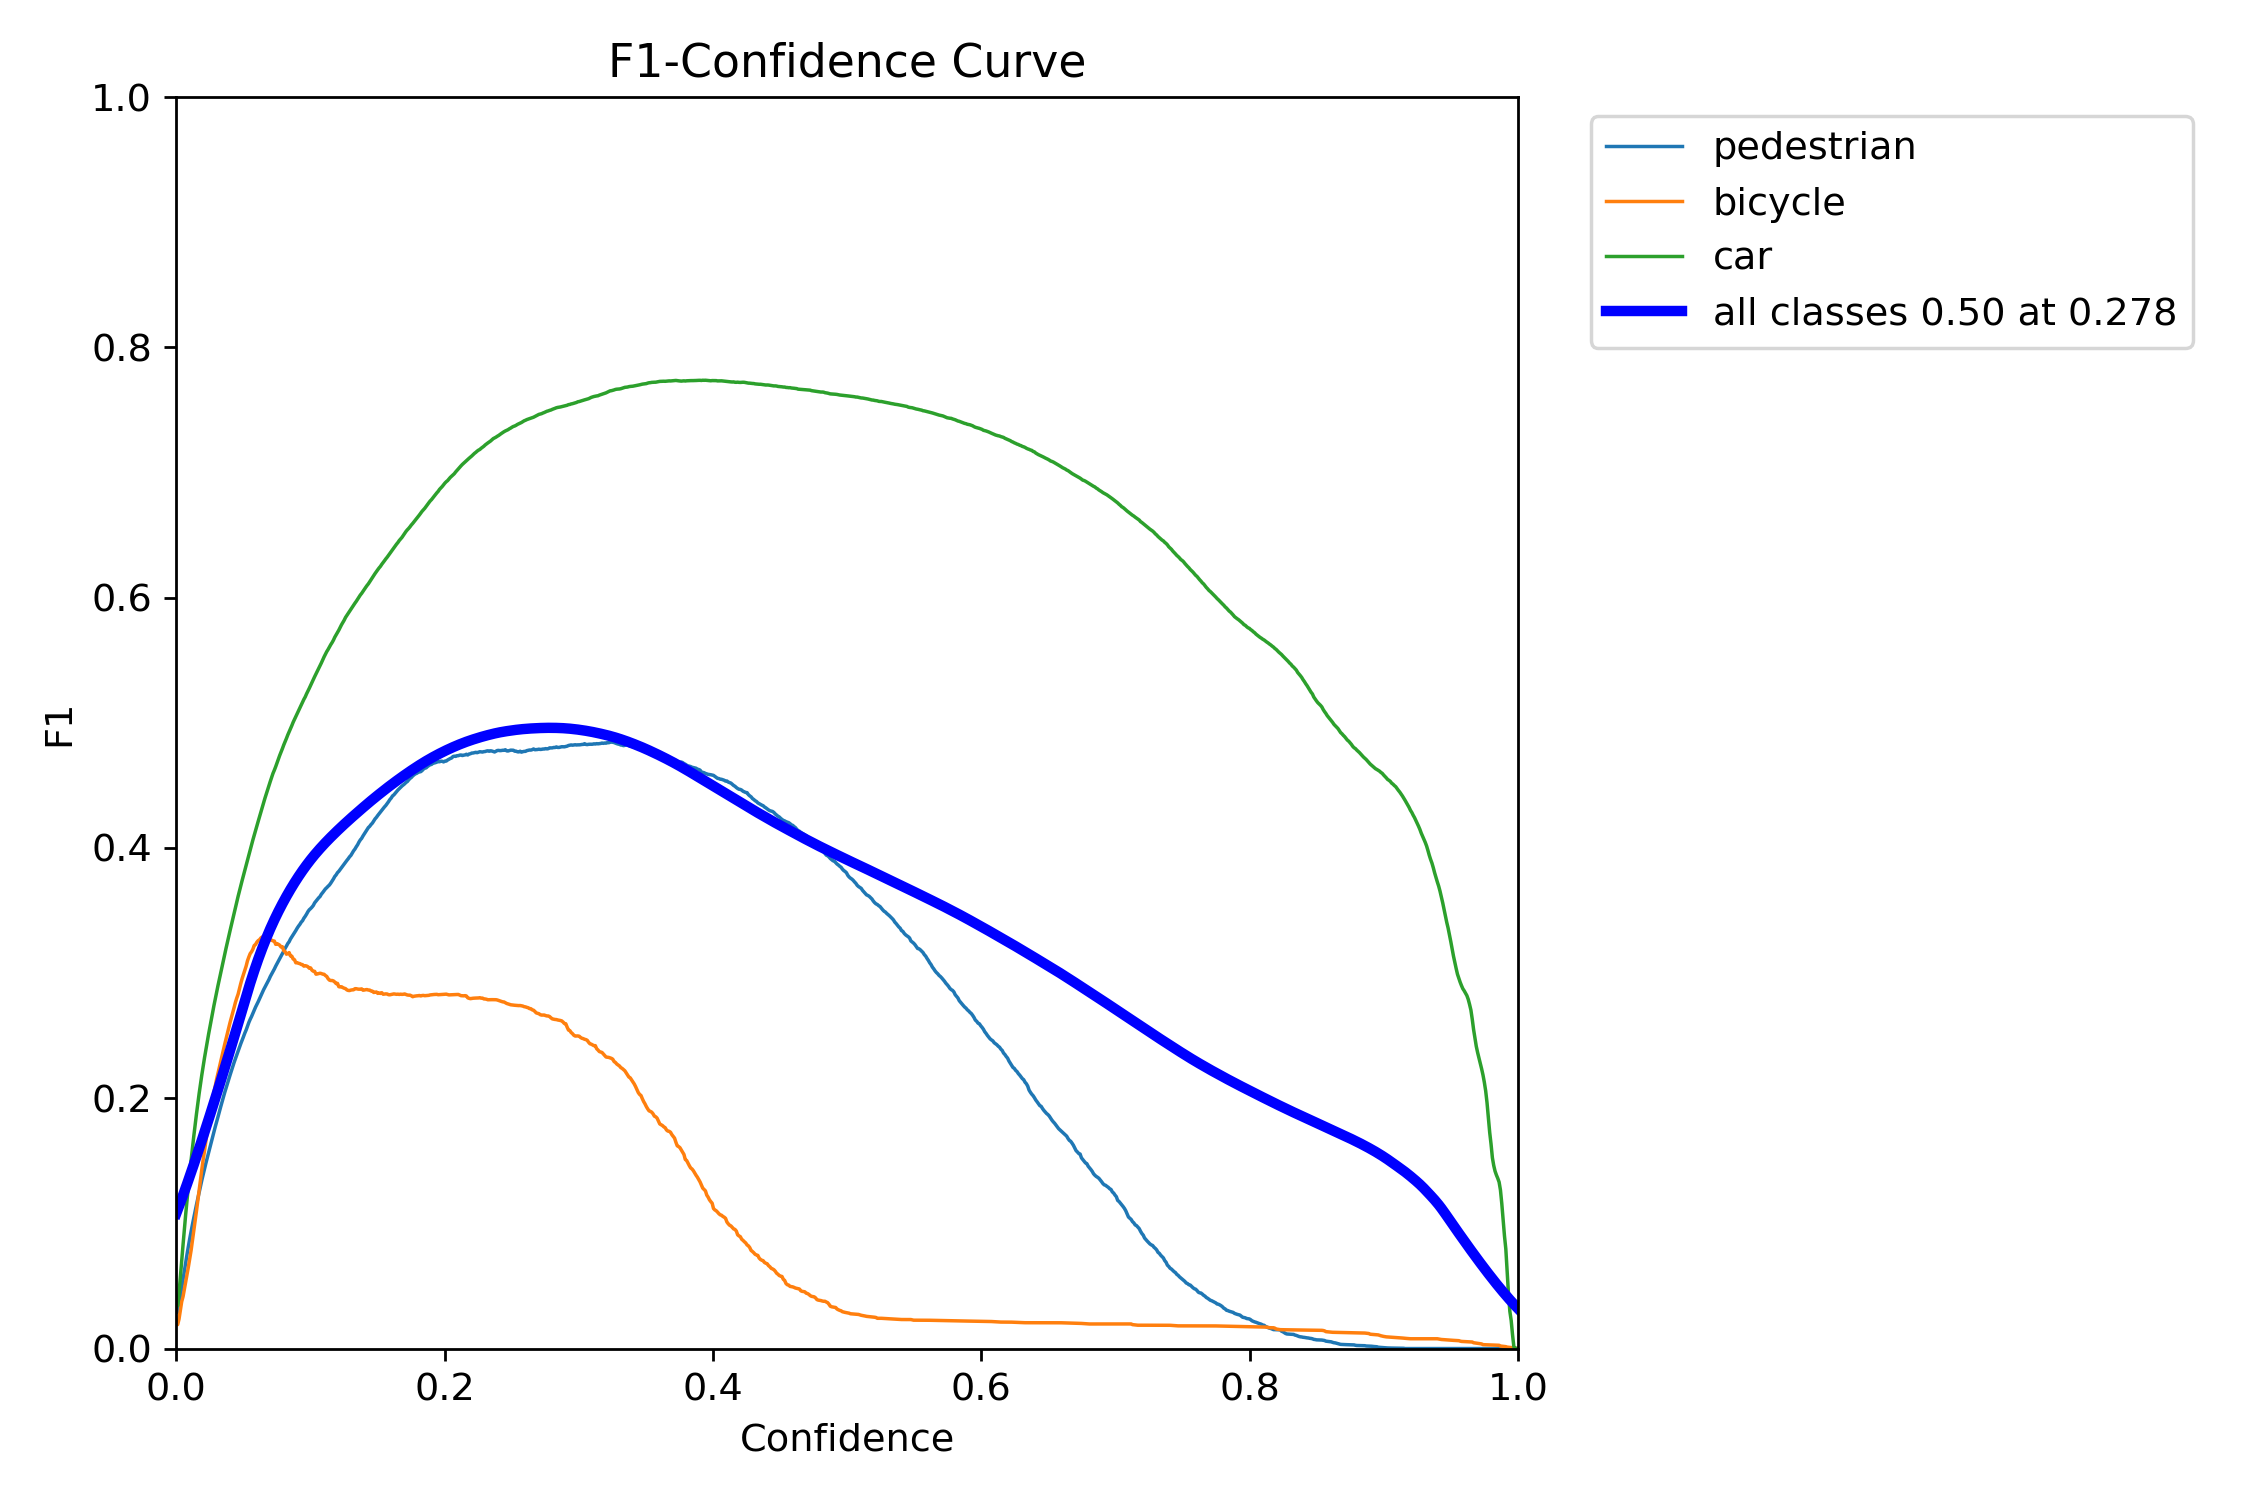 F1-Confidence Curve
1.0
0.8
0.6
0.4
0.2
0.0
F1
0.0 0.2 0.4 0.6 0.8 1.0
Confidence
pedestrian
bicycle
car
all classes 0.50 at 0.278